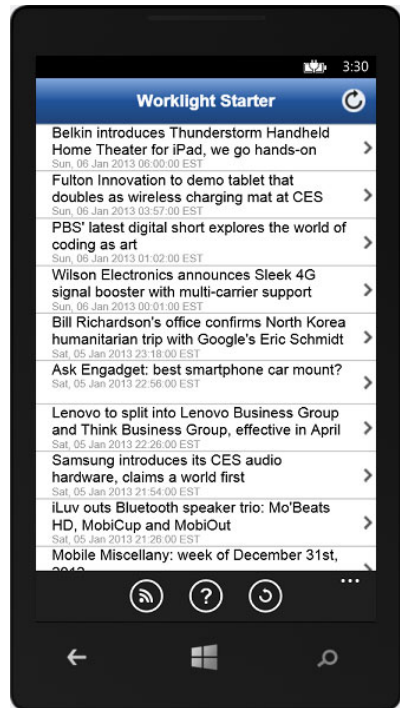 3:30
Worklight Starter
Belkin introduces Thunderstorm Handheld
Home Theater for iPad, we go hands-on
Sun, 06 Jan 2013 06:00:00 EST
Fulton Innovation to demo tablet that
doubles as wireless charging mat at CES
Sun, 06 Jan 2013 03:57:00 EST
PBS' latest digital short explores the world of
coding as art
Sun, 06 Jan 2013 01:02:00 EST
Wilson Electronics announces Sleek 4G
signal booster with multi-carrier support
Sun, 06 Jan 2013 00:01:00 EST
Bill Richardson's office confirms North Korea
humanitarian trip with Google's Eric Schmidt
Sat, 05 Jan 2013 23:18:00 EST
Ask Engadget: best smartphone car mount?
Sat, 05 Jan 2013 22:56:00 EST
Lenovo to split into Lenovo Business Group
and Think Business Group, effective in April
Sat, 05 Jan 2013 22:26:00 EST
Samsung introduces its CES audio
hardware, claims a world first
Sat, 05 Jan 2013 21:54:00 EST
iLuv outs Bluetooth speaker trio: Mo'Beats
HD, MobiCup and MobiOut
Sat, 05 Jan 2013 21:26:00 EST
Mobile Miscellany: week of December 31st,